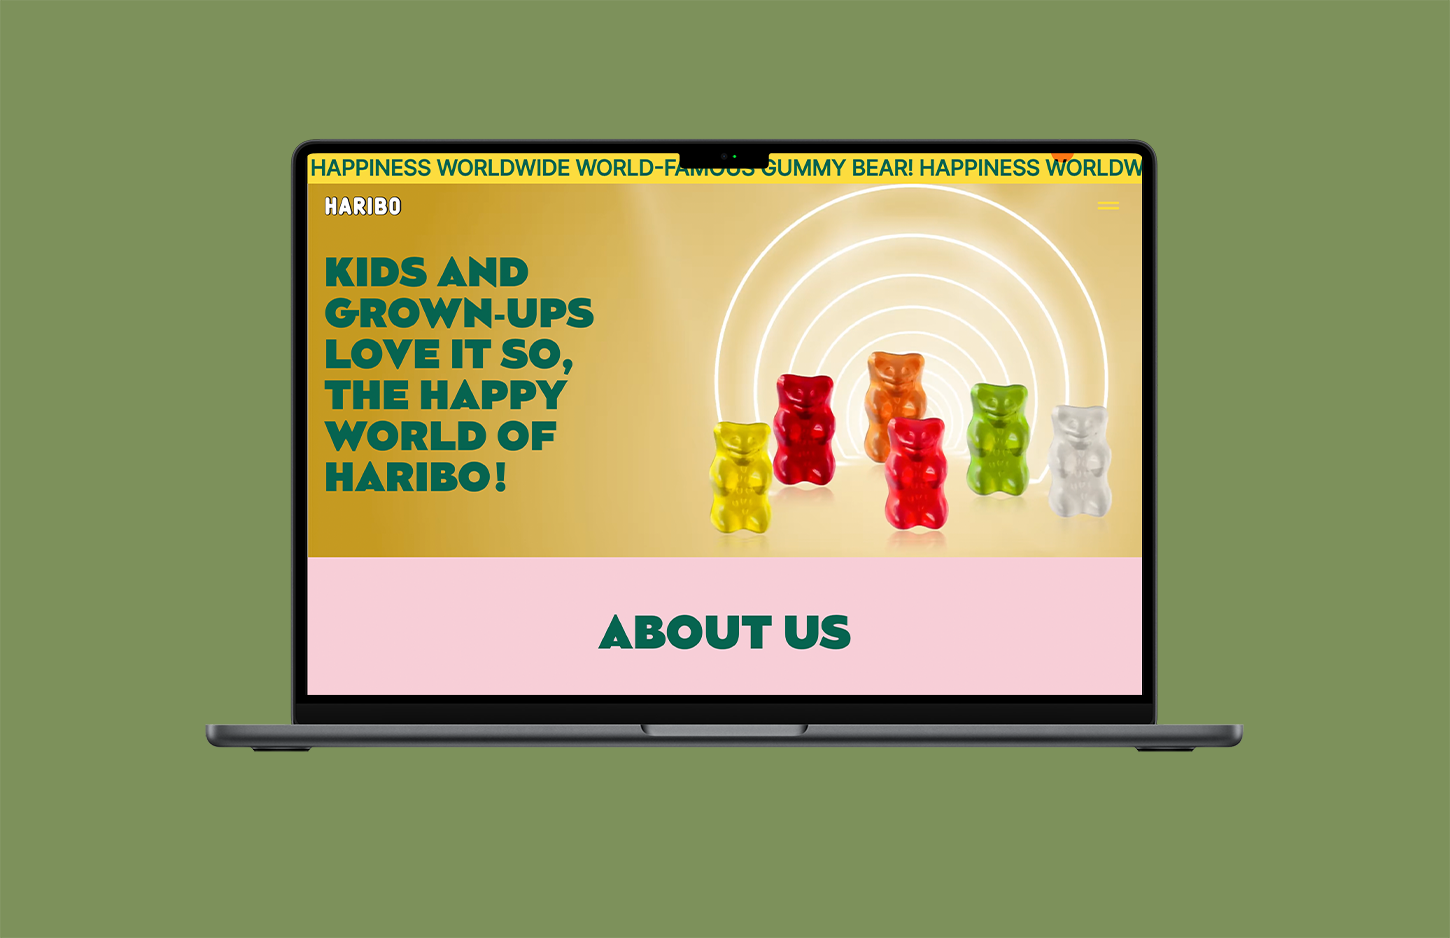 HAPPINESS WORLDWIDE WORLD-FAMOUS GUMMY BEAR! HAPPINESS WORLDW
HARIBO
KIDS AND
GROWN-UPS
LOVE IT SO,
THE HAPPY
WORLD OF
HARIBO!
ABOUT US